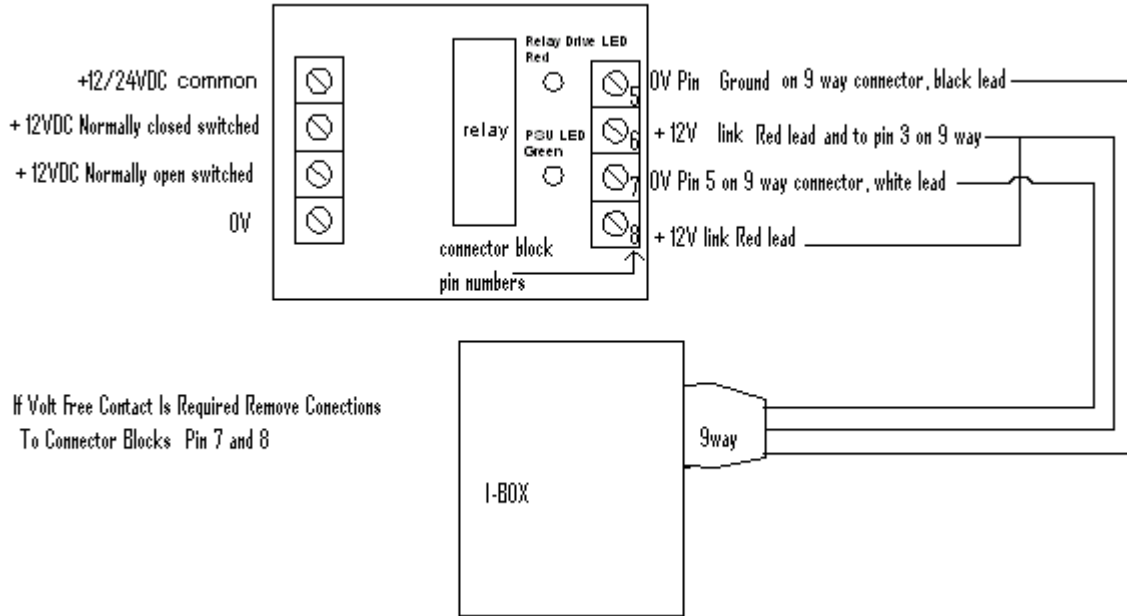 +12/24VDC common
+ 12VDC Normally closed switched
+ 12VDC Normally open switched
0V
relay
Relay Drive LED
Red
PSU LED
Green
5
6
7
8
connector block
pin numbers
0V Pin Ground on 9 way connector, black lead
+ 12V link Red lead and to pin 3 on 9 way
0V Pin 5 on 9 way connector, white lead
+ 12V link Red lead
If Volt Free Contact Is Required Remove Conections
To Connector Blocks Pin 7 and 8
I-BOX
9way